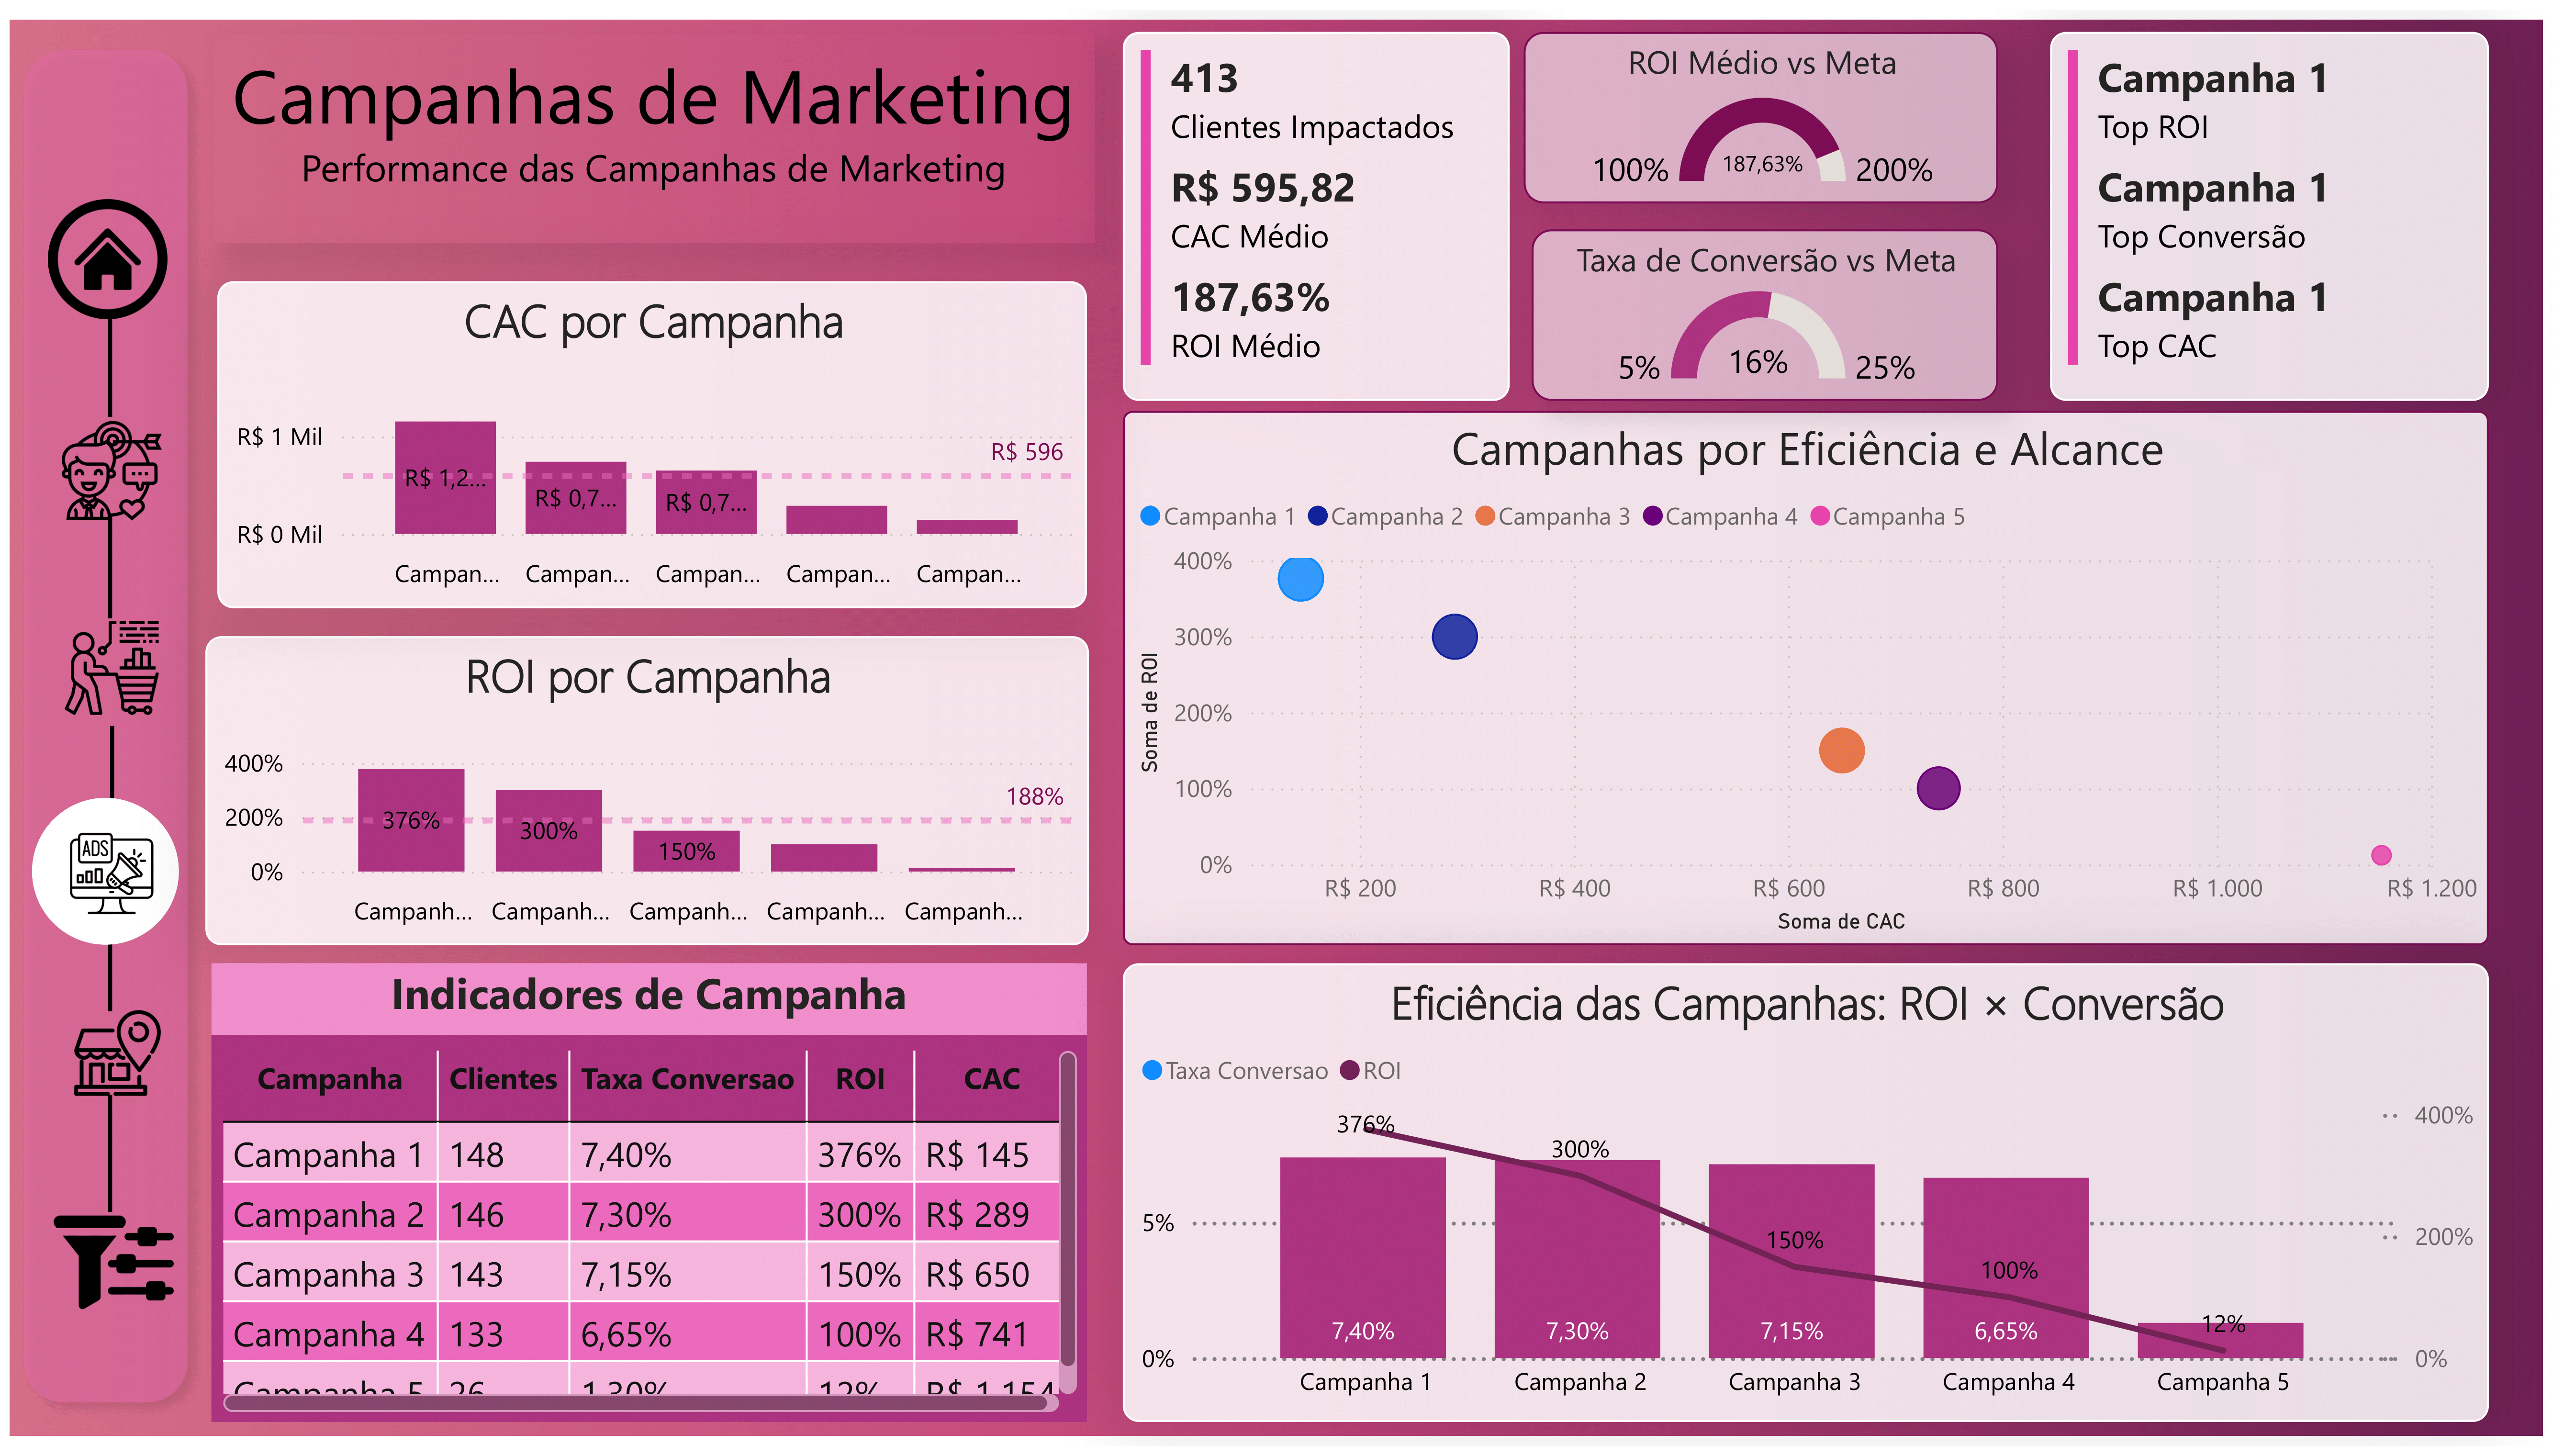 Campanhas de Marketing
Performance das Campanhas de Marketing
413
Clientes Impactados
R$ 595,82
CAC Médio
187,63%
ROI Médio
ROI Médio vs Meta
100% 187,63% 200%
Taxa de Conversão vs Meta
5% 16% 25%
Campanha 1
Top ROI
Campanha 1
Top Conversão
Campanha 1
Top CAC
CAC por Campanha
R$ 1 Mil
R$ 0 Mil
R$ 596
R$ 1,2... R$ 0,7... R$ 0,7...
Campan... Campan... Campan... Campan... Campan...
ROI por Campanha
400%
200%
0%
188%
376% 300% 150%
Campanh... Campanh... Campanh... Campanh... Campanh...
Campanhas por Eficiência e Alcance
Campanha 1 Campanha 2 Campanha 3 Campanha 4 Campanha 5
Soma de ROI
400%
300%
200%
100%
0%
R$ 200 R$ 400 R$ 600 R$ 800 R$ 1.000 R$ 1.200
Soma de CAC
ADS
Indicadores de Campanha
Campanha Clientes Taxa Conversao ROI CAC
Campanha 1 148 7,40% 376% R$ 145
Campanha 2 146 7,30% 300% R$ 289
Campanha 3 143 7,15% 150% R$ 650
Campanha 4 133 6,65% 100% R$ 741
Campanha 5 26 1,30% 12% R$ 1.154
Eficiência das Campanhas: ROI × Conversão
Taxa Conversao ROI
376% 300% 150% 100% 12%
400%
200%
0%
5%
0%
7,40% 7,30% 7,15% 6,65%
Campanha 1 Campanha 2 Campanha 3 Campanha 4 Campanha 5